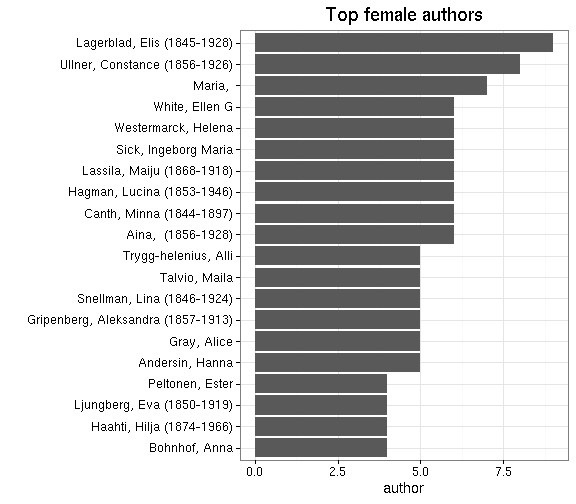 Top female authors
Lagerblad, Elis (1845-1928)
Ullner, Constance (1856-1926)
Maria,
White, Ellen G
Westermarck, Helena
Sick, Ingeborg Maria
Lassila, Maiju (1868-1918)
Hagman, Lucina (1853-1946)
Canth, Minna (1844-1897)
Aina,  (1856-1928)
Trygg-helenius, Alli
Talvio, Maila
Snellman, Lina (1846-1924)
Gripenberg, Aleksandra (1857-1913)
Gray, Alice
Andersin, Hanna
Peltonen, Ester
Ljungberg, Eva (1850-1919)
Haahti, Hilja (1874-1966)
Bohnhof, Anna
0.0 2.5 5.0 7.5
author